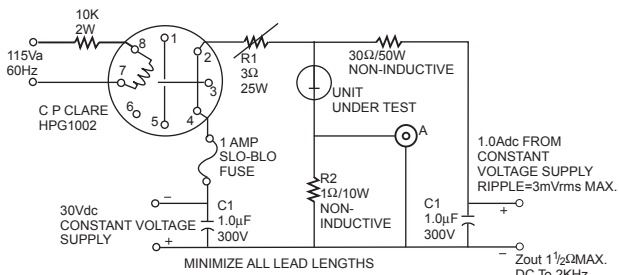 10K
2W
115Va
60Hz
8
1
2
7
3
6
5
4
C P CLARE
HPG1002
R1
3Ω
25W
30Ω/50W
NON-INDUCTIVE
UNIT
UNDER TEST
A
1 AMP
SLO-BLO
FUSE
R2
1Ω/10W
NON-
INDUCTIVE
1.0Adc FROM
CONSTANT
VOLTAGE SUPPLY
RIPPLE=3mVrms MAX.
–
30Vdc
CONSTANT VOLTAGE
SUPPLY
+
C1
1.0µF
300V
C1
1.0µF
300V
+
–
MINIMIZE ALL LEAD LENGTHS
Zout 1½ΩMAX.
DC To 2KHz